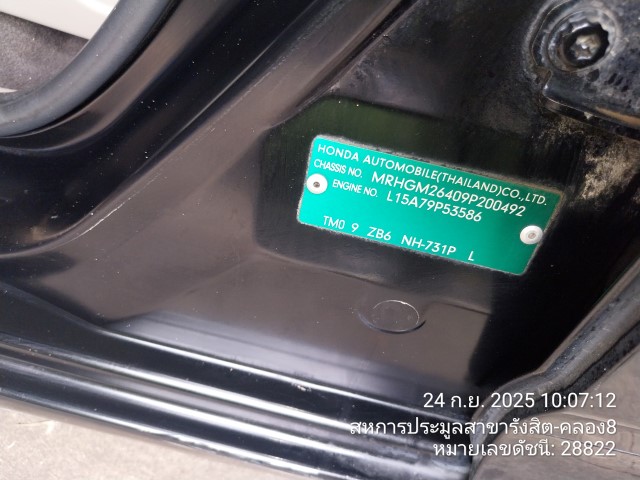 HONDA AUTOMOBILE(THAILAND)CO.,LTD.
CHASSIS NO. MRHGM26409P200492
ENGINE NO. L15A79P53586
TM0 9 ZB6 NH-731P L
24 ก.ย. 2025 10:07:12
สหการประมูลสาขารังสิต-คลอง8
หมายเลขดัชนี: 28822